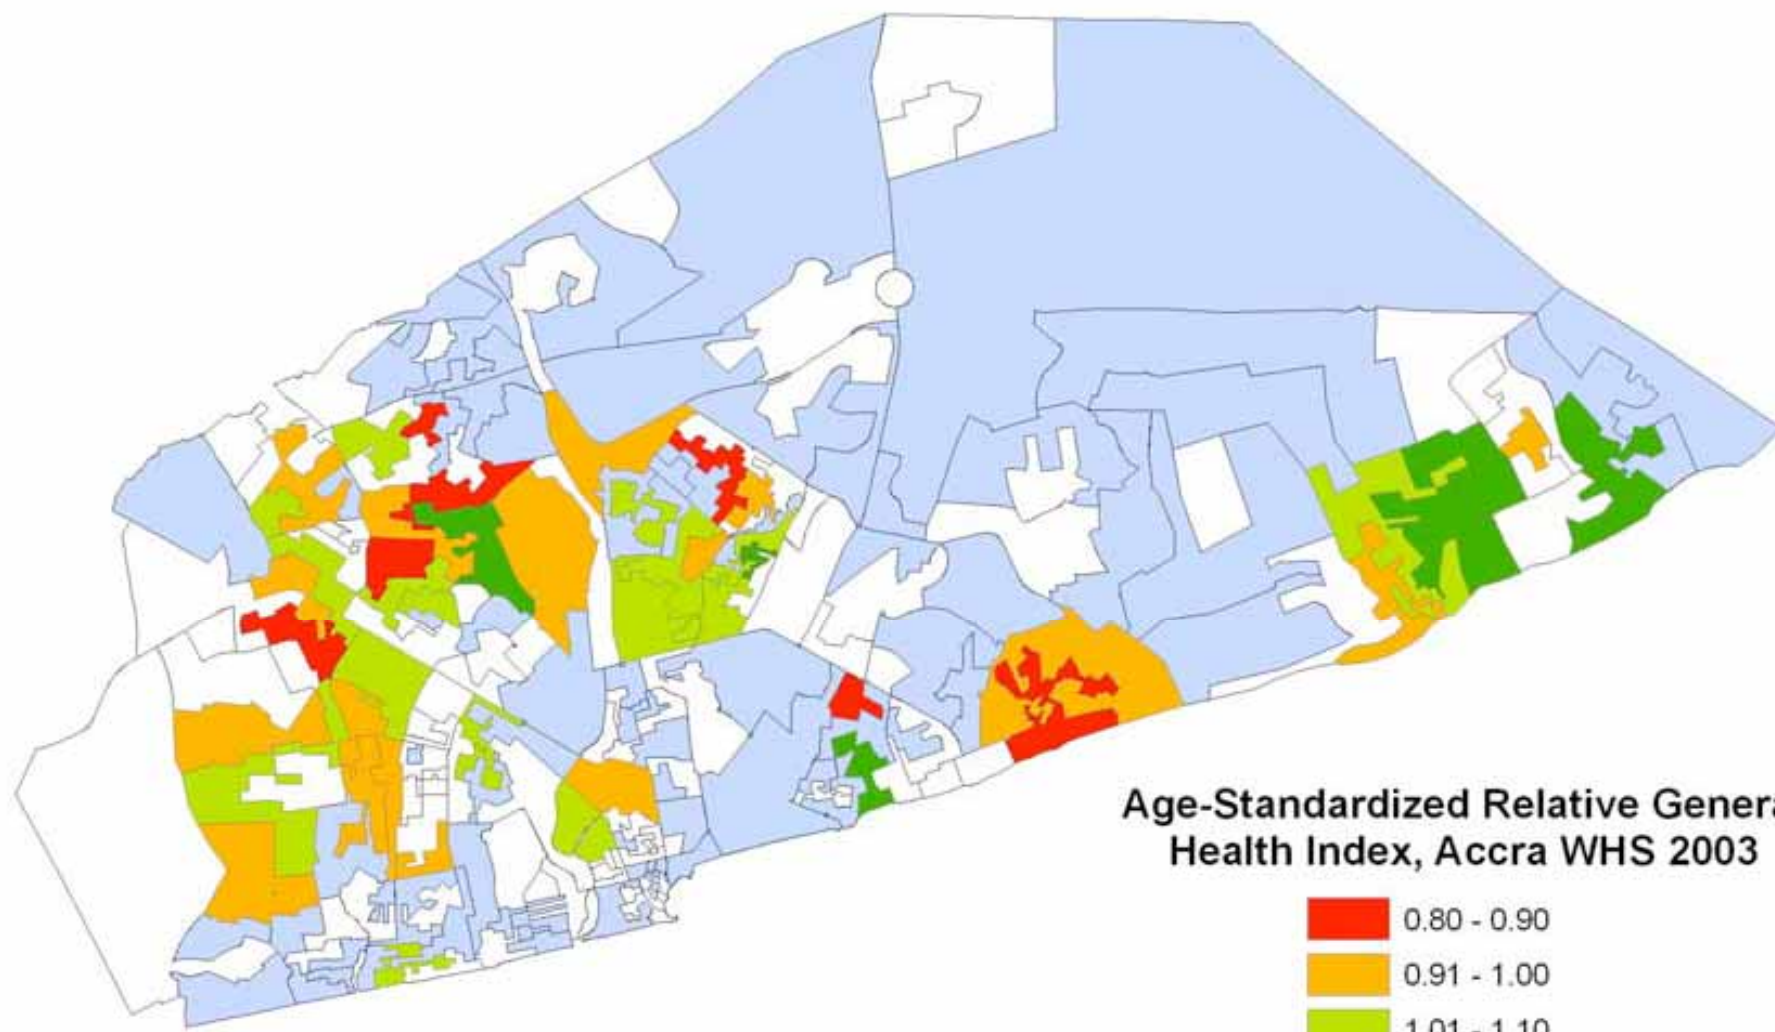 Age-Standardized Relative Genera
Health Index, Accra WHS 2003
0.80 - 0.90
0.91 - 1.00
1.01 - 1.10